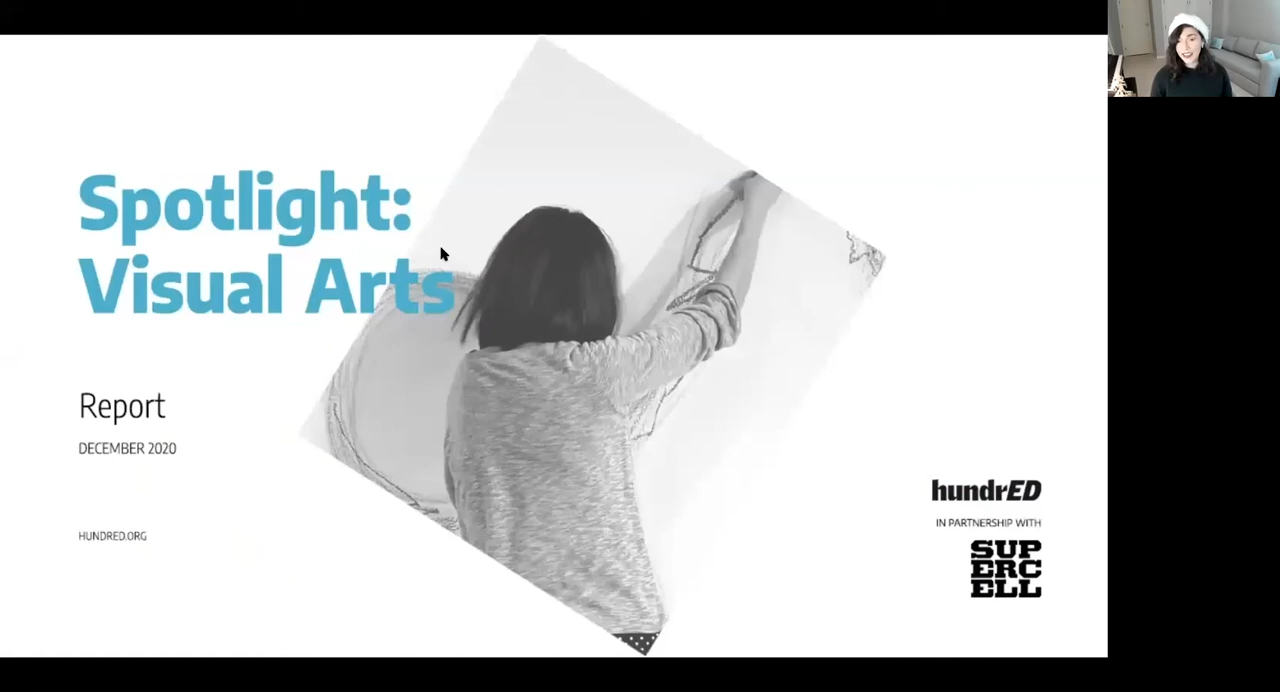 Spotlight:
Visual Arts
Report
DECEMBER 2020
HUNDRED.ORG
hundrED
IN PARTNERSHIP WITH
SUP
ERC
ELL